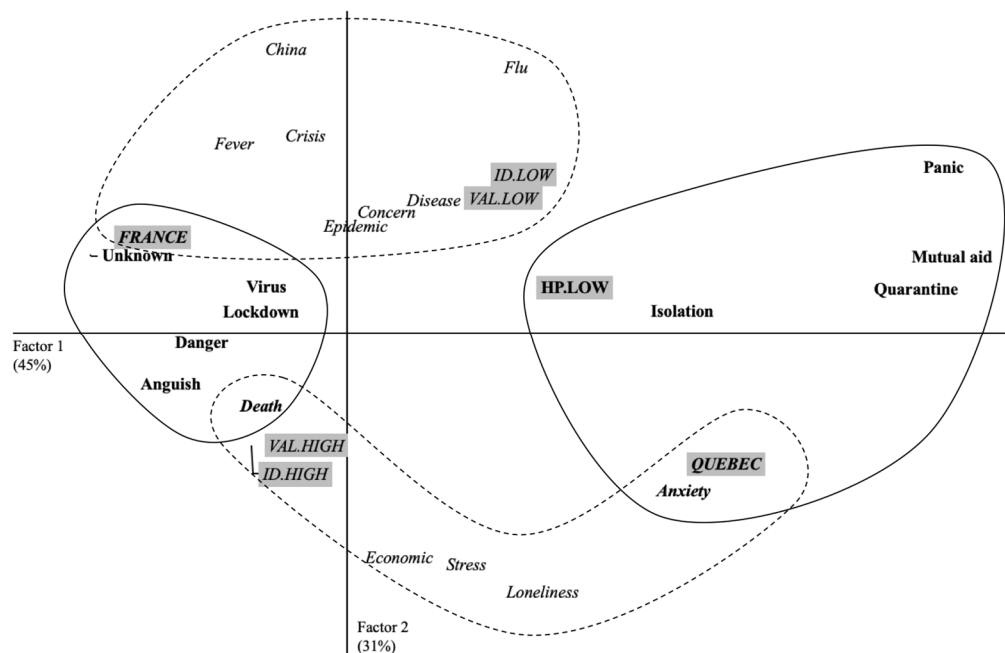 China
Flu
Crisis
Fever
Panic
ID.LOW
Disease VAL.LOW
Concern
Epidemic
FRANCE
Unknown
Mutual aid
Virus
HP.LOW
Quarantine
Lockdown
Isolation
Factor 1
(45%)
Danger
Anguish
Death
VAL.HIGH
ID.HIGH
QUEBEC
Anxiety
Economic
Stress
Loneliness
Factor 2
(31%)